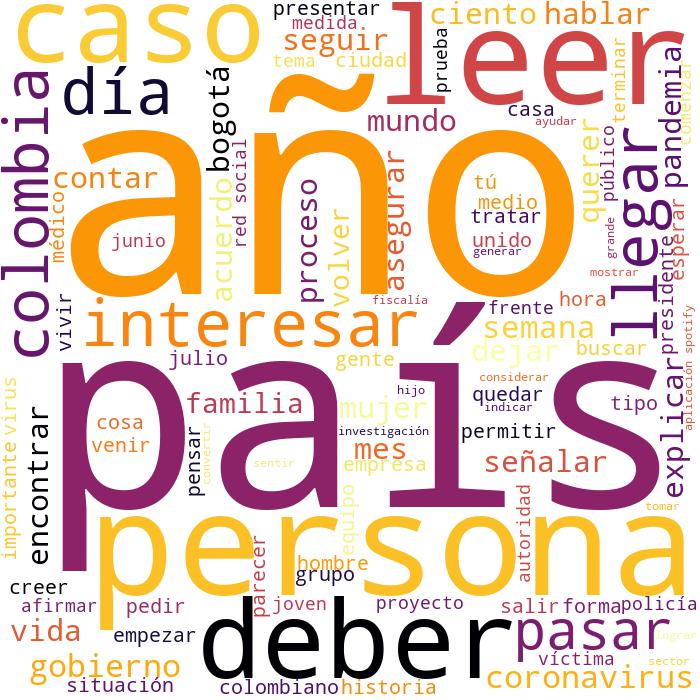 caso
presentar
medida
seguir
tema
ciudad
prueba
leer
ciento
hablar
terminar
comenzar
día
bogotá
mundo
casa
ayudar
colombia
contar
médico
junio
acuerdo
red social
proceso
volver
asegurar
año
tú
medio
tratar
unido
generar
querer
público
grande
mostrar
llegar
pandemia
esperar
presidente
aplicación spotify
vivir
interesar
fiscalía
frente
hora
semana
dejar
buscar
explicar
julio
gente
hijo
considerar
quedar
indicar
tipo
país
familia
mujer
investigación
permitir
cosa
venir
pensar
convertir
sentir
mes
empresa
señalar
virus
importante
encontrar
persona
equipo
autoridad
tomar
hombre
grupo
parecer
creer
afirmar
pedir
joven
proyecto
salir
forma
policía
vida
empezar
deber
pasar
lograr
gobierno
situación
colombiano
historia
víctima
sector
coronavirus